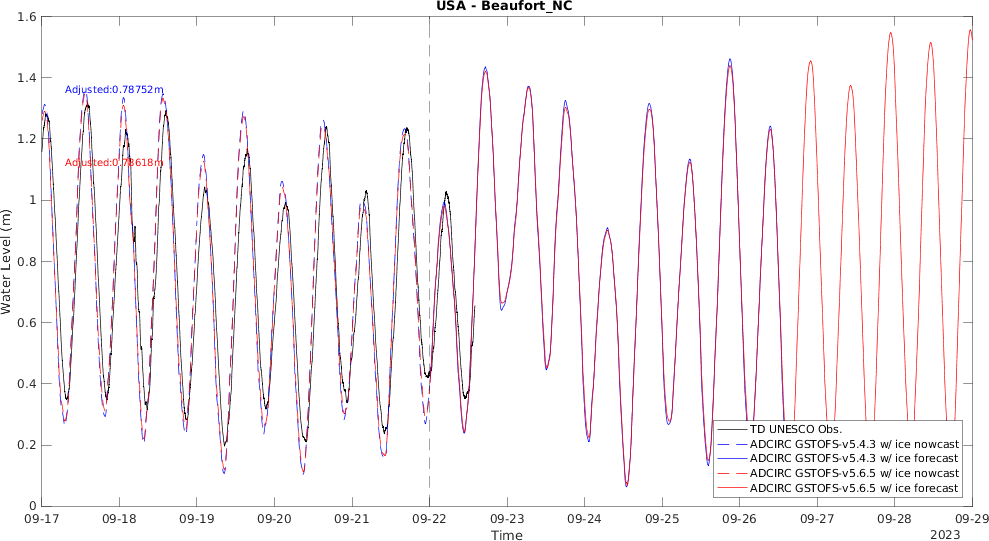 USA - Beaufort_NC
1.6
1.4
1.2
1
0.8
0.6
0.4
0.2
0
Water Level (m)
Adjusted:0.78752m
Adjusted:0.78618m
TD UNESCO Obs.
ADCIRC GSTOFS-v5.4.3 w/ ice nowcast
ADCIRC GSTOFS-v5.4.3 w/ ice forecast
ADCIRC GSTOFS-v5.6.5 w/ ice nowcast
ADCIRC GSTOFS-v5.6.5 w/ ice forecast
09-17 09-18 09-19 09-20 09-21 09-22 09-23 09-24 09-25 09-26 09-27 09-28 09-29
Time
2023